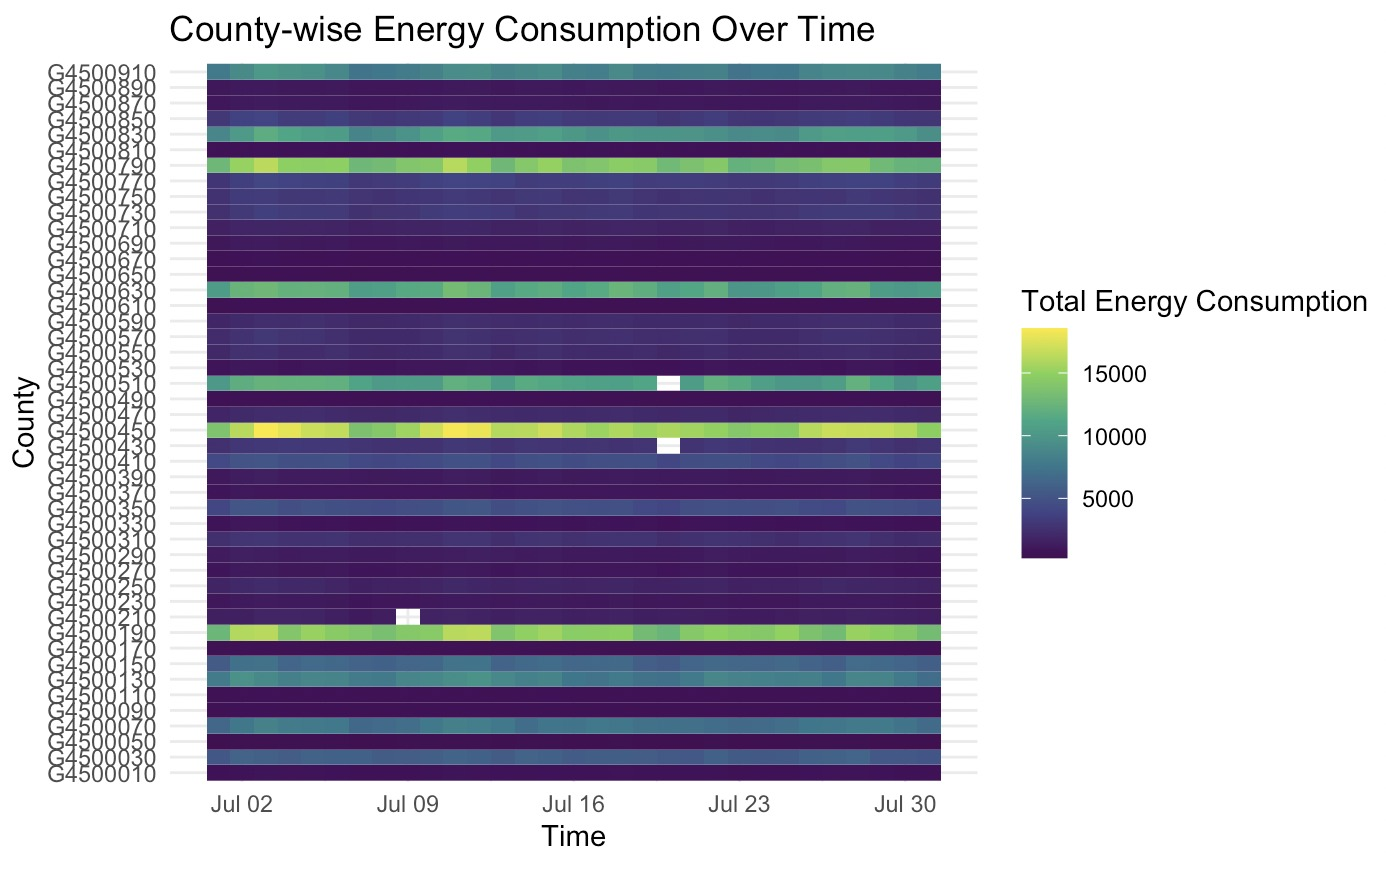 County-wise Energy Consumption Over Time
County
G4500910
G4500890
G4500870
G4500850
G4500830
G4500810
G4500790
G4500770
G4500750
G4500730
G4500710
G4500690
G4500670
G4500650
G4500630
G4500610
G4500590
G4500570
G4500550
G4500530
G4500510
G4500490
G4500470
G4500450
G4500430
G4500410
G4500390
G4500370
G4500350
G4500330
G4500310
G4500290
G4500270
G4500250
G4500230
G4500210
G4500190
G4500170
G4500150
G4500130
G4500110
G4500090
G4500070
G4500050
G4500030
G4500010
Jul 02 Jul 09 Jul 16 Jul 23 Jul 30
Time
Total Energy Consumption
15000
10000
5000